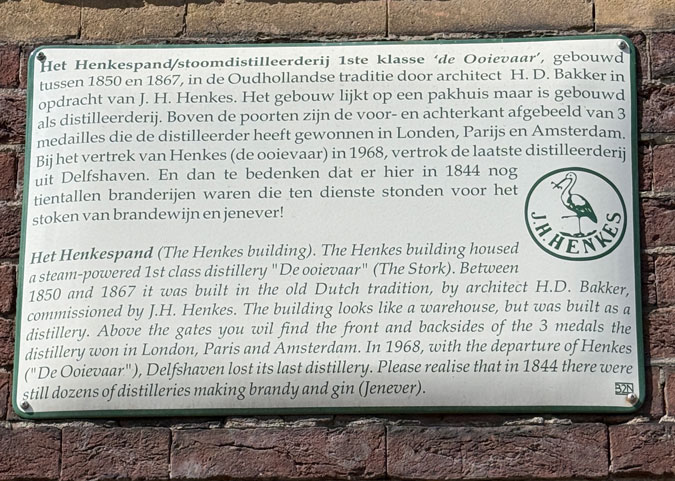 Het Henkespand/stoomdistilleerderij 1ste klasse 'de Ooievaar', gebouwd
tussen 1850 en 1867, in de Oudhollandse traditie door architect H. D. Bakker in
opdracht van J. H. Henkes. Het gebouw lijkt op een pakhuis maar is gebouwd
als distilleerderij. Boven de poorten zijn de voor- en achterkant afgebeeld van 3
medailles die de distilleerder heeft gewonnen in Londen, Parijs en Amsterdam.
Bij het vertrek van Henkes (de ooievaar) in 1968, vertrok de laatste distilleerderij
uit Delfshaven. En dan te bedenken dat er hier in 1844 nog
tientallen branderijen waren die ten dienste stonden voor het
stoken van brandewijn en jenever!
J.H. HENKES
Het Henkespand (The Henkes building). The Henkes building housed
a steam-powered 1st class distillery "De ooievaar" (The Stork). Between
1850 and 1867 it was built in the old Dutch tradition, by architect H.D. Bakker,
commissioned by J.H. Henkes. The building looks like a warehouse, but was built as a
distillery. Above the gates you wil find the front and backsides of the 3 medals the
distillery won in London, Paris and Amsterdam. In 1968, with the departure of Henkes
("De Ooievaar"), Delfshaven lost its last distillery. Please realise that in 1844 there were
still dozens of distilleries making brandy and gin (Jenever).